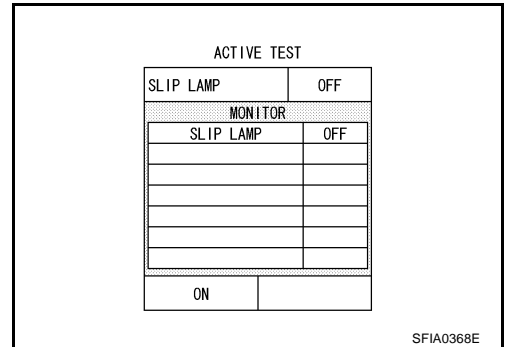 ACTIVE TEST
SLIP LAMP OFF
MONITOR
SLIP LAMP OFF
ON
SFIA0368E